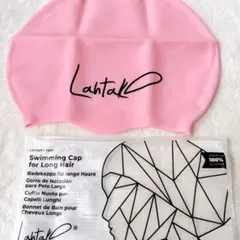 Lahtak
Swimming Cap
for Long Hair
Badekappe für lange Haare
Gorro de Natación
para Pelo Largo
Cuffia Nuoto per
Capelli Lunghi
Bonnet de Bain pour
Cheveux Longs
Lahtak®
100%